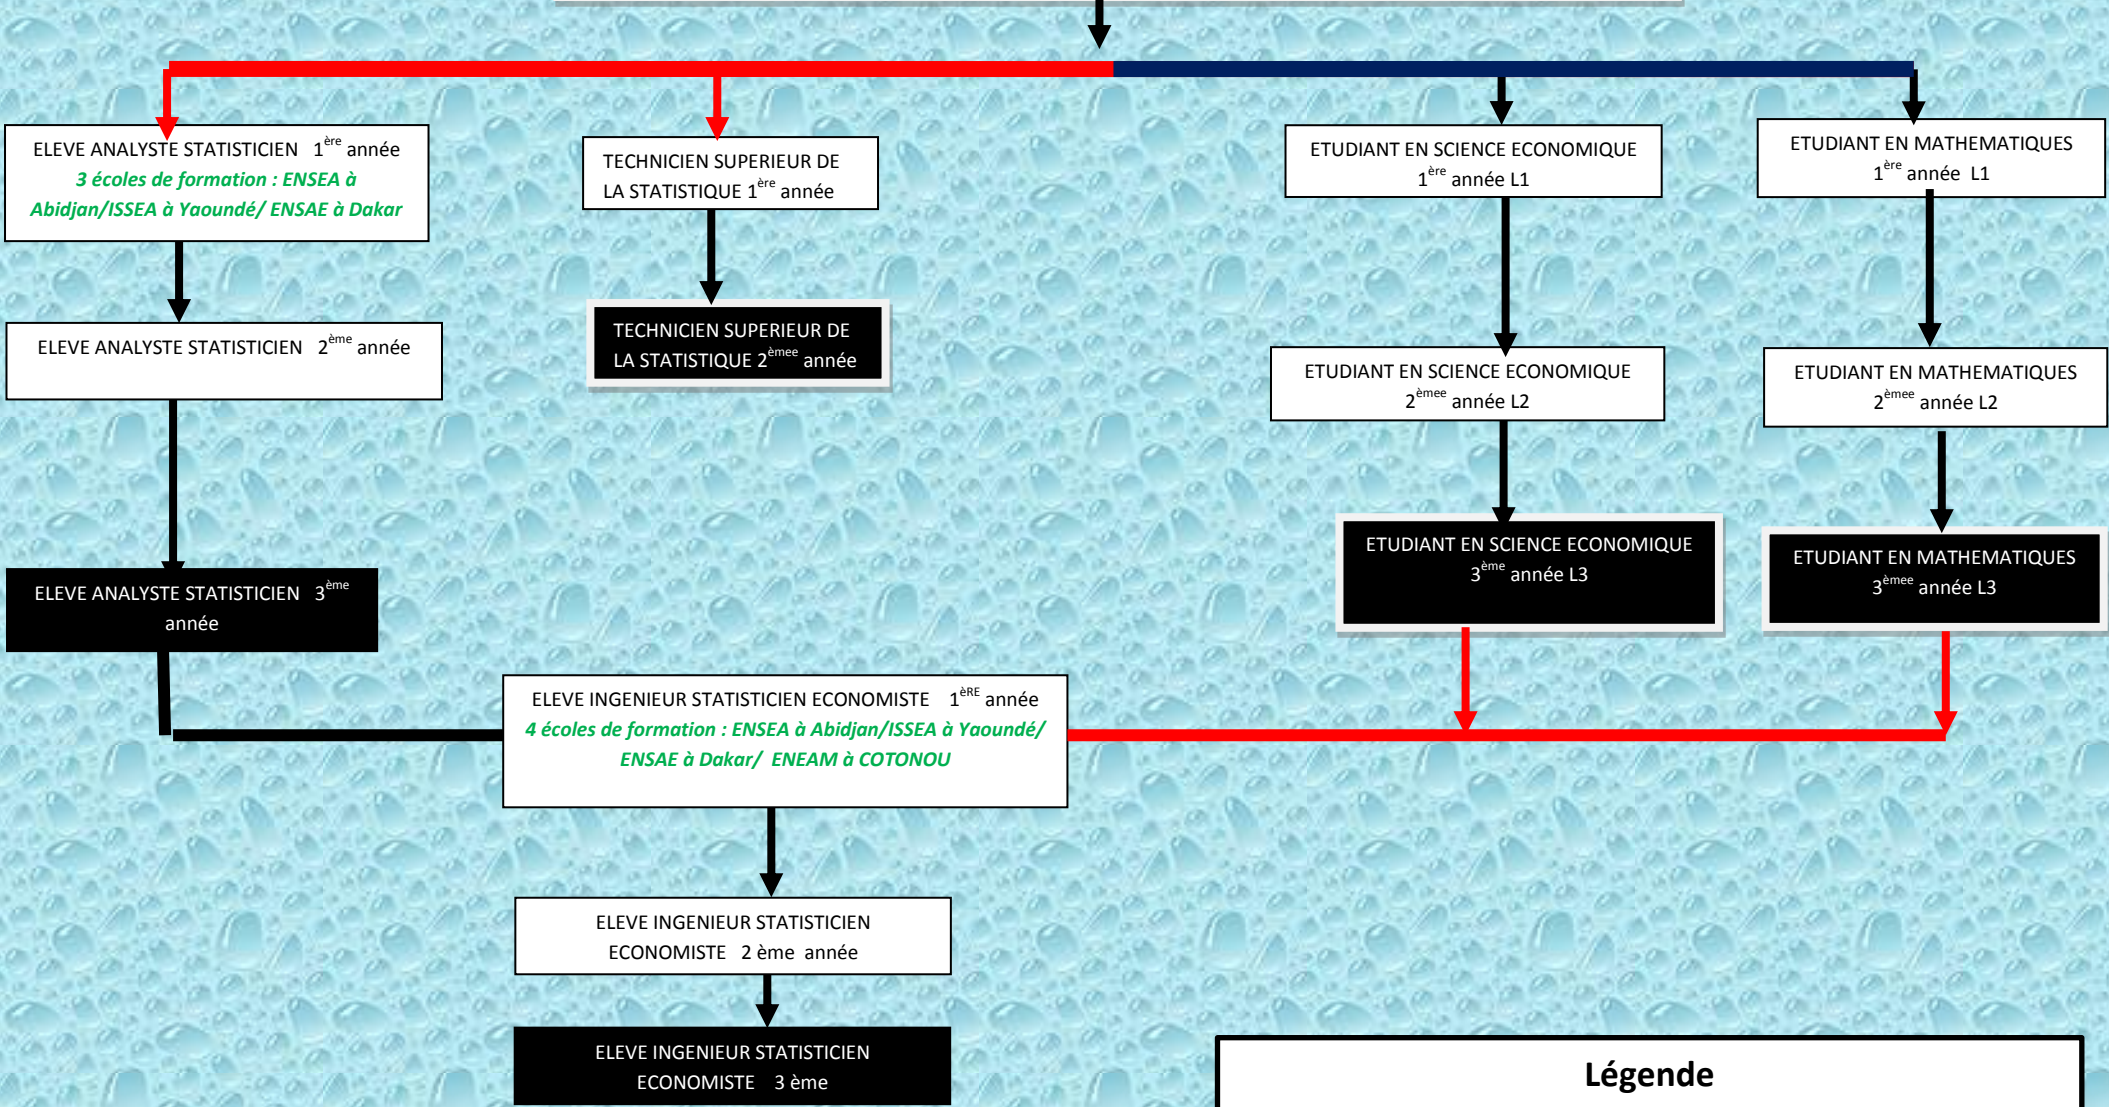 ELEVE ANALYSTE STATISTICIEN 1ère année
3 écoles de formation : ENSEA à
Abidjan/ISSEA à Yaoundé/ ENSAE à Dakar
TECHNICIEN SUPERIEUR DE
LA STATISTIQUE 1ère année
ETUDIANT EN SCIENCE ECONOMIQUE
1ère année L1
ETUDIANT EN MATHEMATIQUES
1ère année L1
ELEVE ANALYSTE STATISTICIEN 2ème année
TECHNICIEN SUPERIEUR DE
LA STATISTIQUE 2èmee année
ETUDIANT EN SCIENCE ECONOMIQUE
2èmee année L2
ETUDIANT EN MATHEMATIQUES
2èmee année L2
ELEVE ANALYSTE STATISTICIEN 3ème
année
ETUDIANT EN SCIENCE ECONOMIQUE
3ème année L3
ETUDIANT EN MATHEMATIQUES
3èmee année L3
ELEVE INGENIEUR STATISTICIEN ECONOMISTE 1èRE année
4 écoles de formation : ENSEA à Abidjan/ISSEA à Yaoundé/
ENSAE à Dakar/ ENEAM à COTONOU
ELEVE INGENIEUR STATISTICIEN
ECONOMISTE 2 ème année
ELEVE INGENIEUR STATISTICIEN
ECONOMISTE 3 ème
Légende